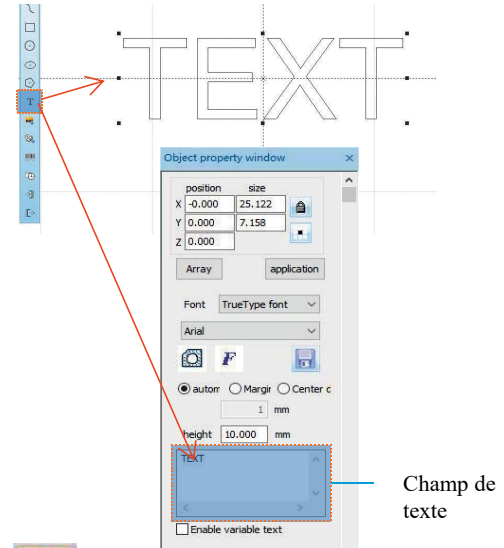 TEXT
T
Object property window
position size
X -0.000 25.122
Y 0.000 7.158
Z 0.000
Array application
Font TrueType font
Arial
F
autom Margir Center d
1 mm
height 10.000 mm
TEXT
Enable variable text
Champ de
texte